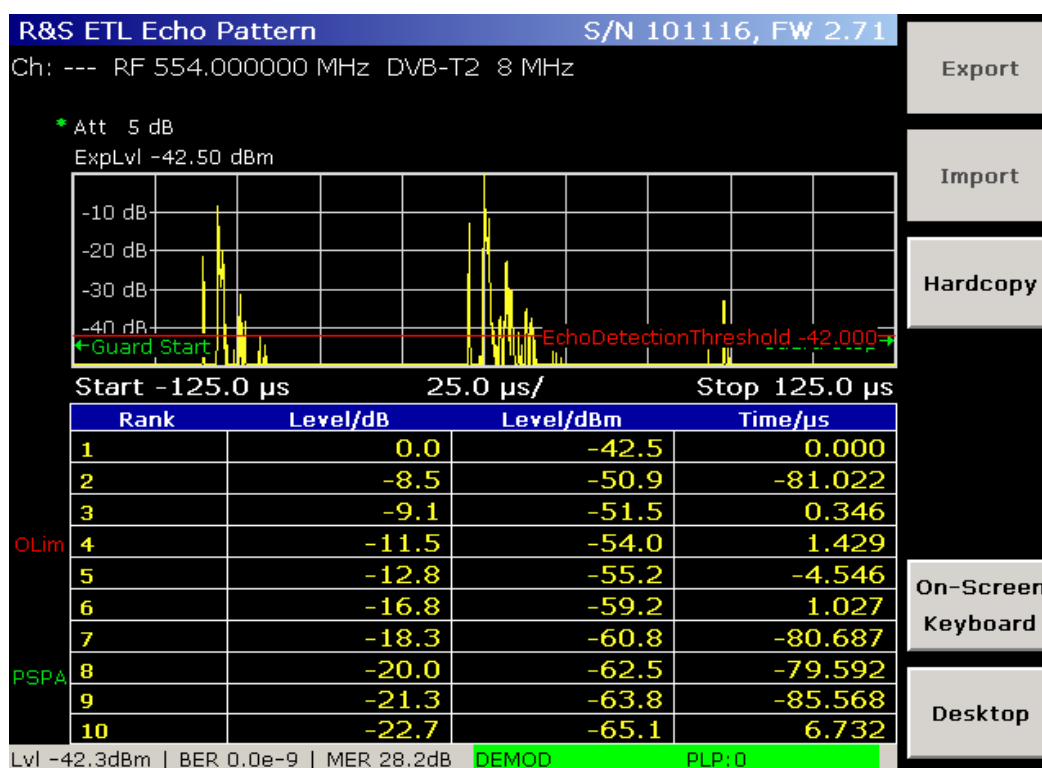 R&S ETL Echo Pattern S/N 101116, FW 2.71
Ch: --- RF 554.000000 MHz DVB-T2 8 MHz
Export
* Att 5 dB
ExpLvl -42.50 dBm
Import
-10 dB
-20 dB
-30 dB
Hardcopy
-40 dB
EchoDetectionThreshold -42.000
←Guard Start
Start -125.0 µs 25.0 µs/ Stop 125.0 µs
Rank Level/dB Level/dBm Time/µs
1 0.0 -42.5 0.000
2 -8.5 -50.9 -81.022
3 -9.1 -51.5 0.346
OLim 4 -11.5 -54.0 1.429
5 -12.8 -55.2 -4.546
On-Screen
Keyboard
6 -16.8 -59.2 1.027
7 -18.3 -60.8 -80.687
PSPA 8 -20.0 -62.5 -79.592
9 -21.3 -63.8 -85.568
Desktop
10 -22.7 -65.1 6.732
Lvl -42.3dBm | BER 0.0e-9 | MER 28.2dB DEMOD PLP:0